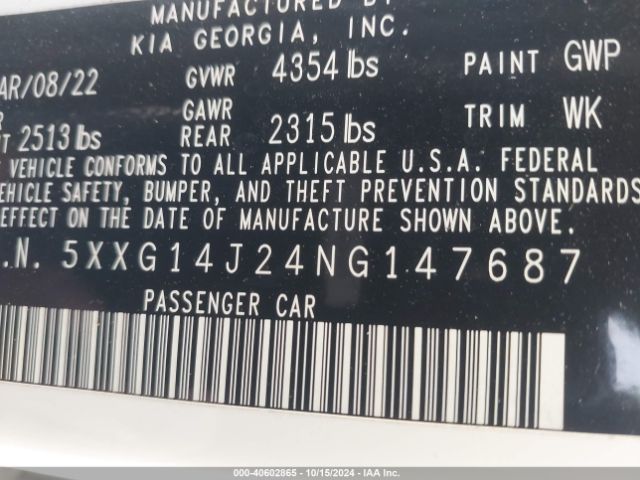 MANUFACTURED BY
KIA GEORGIA, INC.
AR/08/22 GVWR 4354 lbs PAINT GWP
GAWR
T 2513 lbs REAR 2315 lbs TRIM WK
VEHICLE CONFORMS TO ALL APPLICABLE U.S.A. FEDERAL
VEHICLE SAFETY, BUMPER, AND THEFT PREVENTION STANDARDS
EFFECT ON THE DATE OF MANUFACTURE SHOWN ABOVE.
.N. 5XXG14J24NG147687
PASSENGER CAR
000-40602865 - 10/15/2024 - IAA Inc.